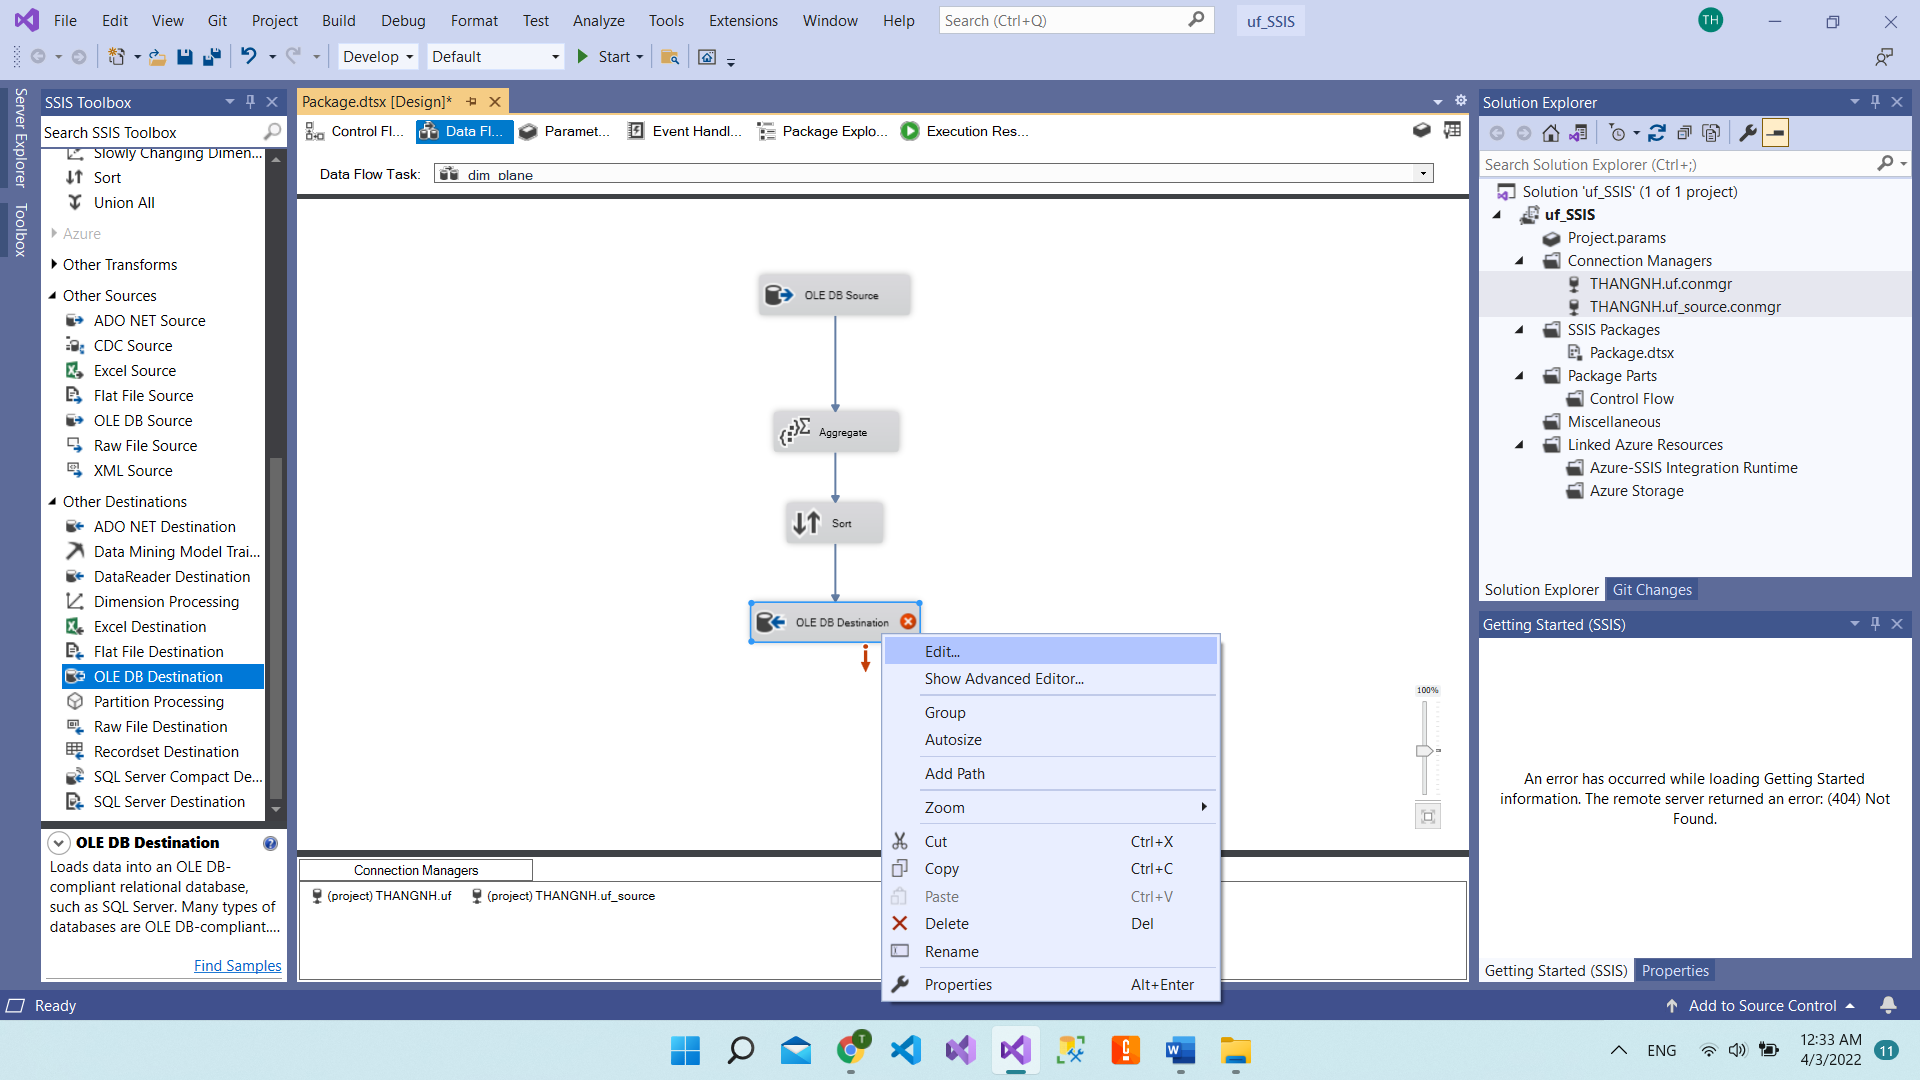 File Edit View Git Project Build Debug Format Test Analyze Tools Extensions Window Help Search (Ctrl+Q) uf_SSIS TH
Develop Default Start
Server Explorer
Toolbox
SSIS Toolbox
Search SSIS Toolbox
Slowly Changing Dimen...
Sort
Union All
Azure
Other Transforms
Other Sources
ADO NET Source
CDC Source
Excel Source
Flat File Source
OLE DB Source
Raw File Source
XML Source
Other Destinations
ADO NET Destination
Data Mining Model Trai...
DataReader Destination
Dimension Processing
Excel Destination
Flat File Destination
OLE DB Destination
Partition Processing
Raw File Destination
Recordset Destination
SQL Server Compact De...
SQL Server Destination
OLE DB Destination
Loads data into an OLE DB-
compliant relational database,
such as SQL Server. Many types of
databases are OLE DB-compliant....
Find Samples
Package.dtsx [Design]*
Control Fl... Data Fl... Paramet... Event Handl... Package Explo... Execution Res...
Data Flow Task: dim_plane
OLE DB Source
Aggregate
Sort
OLE DB Destination
Edit...
Show Advanced Editor...
Group
Autosize
Add Path
Zoom
Cut Ctrl+X
Copy Ctrl+C
Paste Ctrl+V
Delete Del
Rename
Properties Alt+Enter
100%
Connection Managers
(project) THANGNH.uf (project) THANGNH.uf_source
Solution Explorer
Search Solution Explorer (Ctrl+;)
Solution 'uf_SSIS' (1 of 1 project)
uf_SSIS
Project.params
Connection Managers
THANGNH.uf.conmgr
THANGNH.uf_source.conmgr
SSIS Packages
Package.dtsx
Package Parts
Control Flow
Miscellaneous
Linked Azure Resources
Azure-SSIS Integration Runtime
Azure Storage
Solution Explorer Git Changes
Getting Started (SSIS)
An error has occurred while loading Getting Started
information. The remote server returned an error: (404) Not
Found.
Getting Started (SSIS) Properties
Ready Add to Source Control
T
ENG 12:33 AM
4/3/2022 11